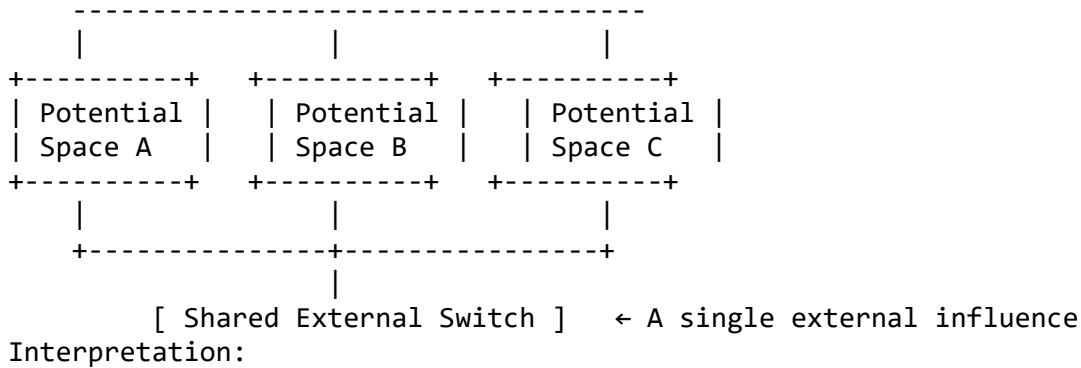 -----------------------------------
|               |                |
+----------+   +----------+   +----------+
| Potential |   | Potential |   | Potential |
| Space A   |   | Space B   |   | Space C   |
+----------+   +----------+   +----------+
|               |                |
+---------------+----------------+
|
[ Shared External Switch ]   ← A single external influence
Interpretation: